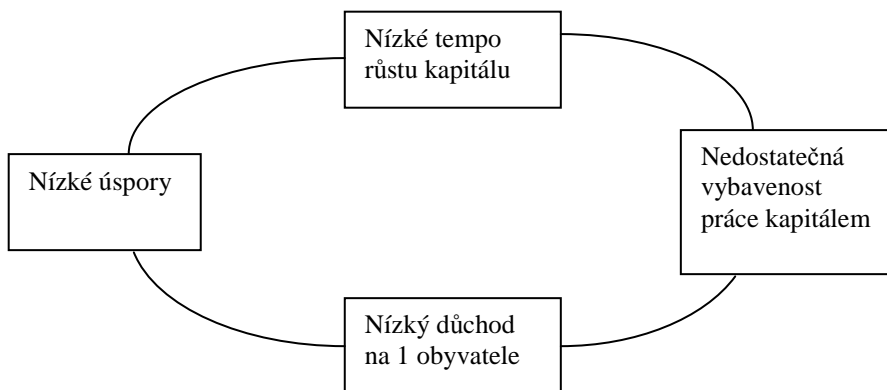 Nízké tempo
růstu kapitálu
Nízké úspory
Nedostatečná
vybavenost
práce kapitálem
Nízký důchod
na 1 obyvatele